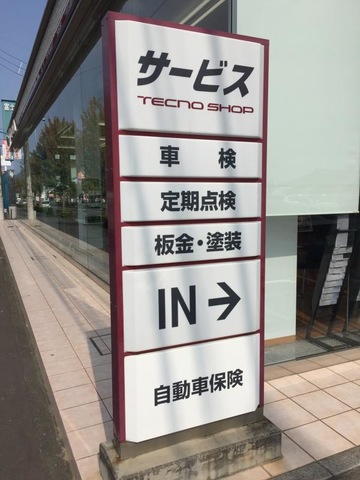 サービス
TECNO SHOP
車検
定期点検
板金・塗装
IN→
自動車保険